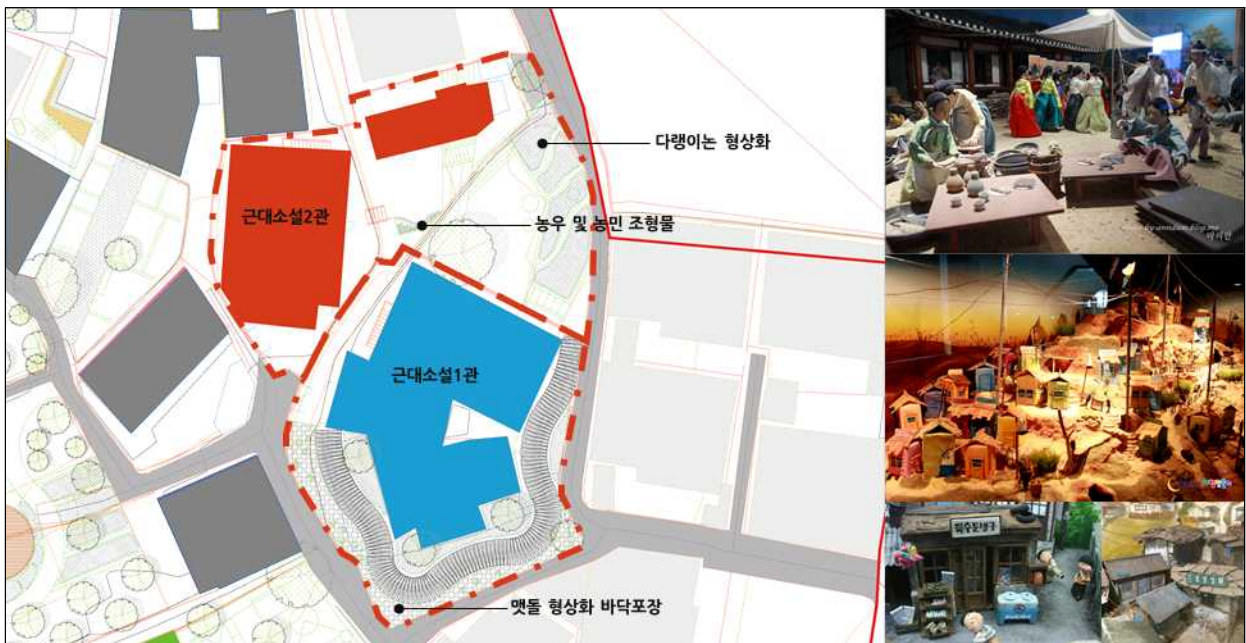 다랭이논 형상화
근대소설2관
농우 및 농민 조형물
근대소설1관
맷돌 형상화 바닥포장